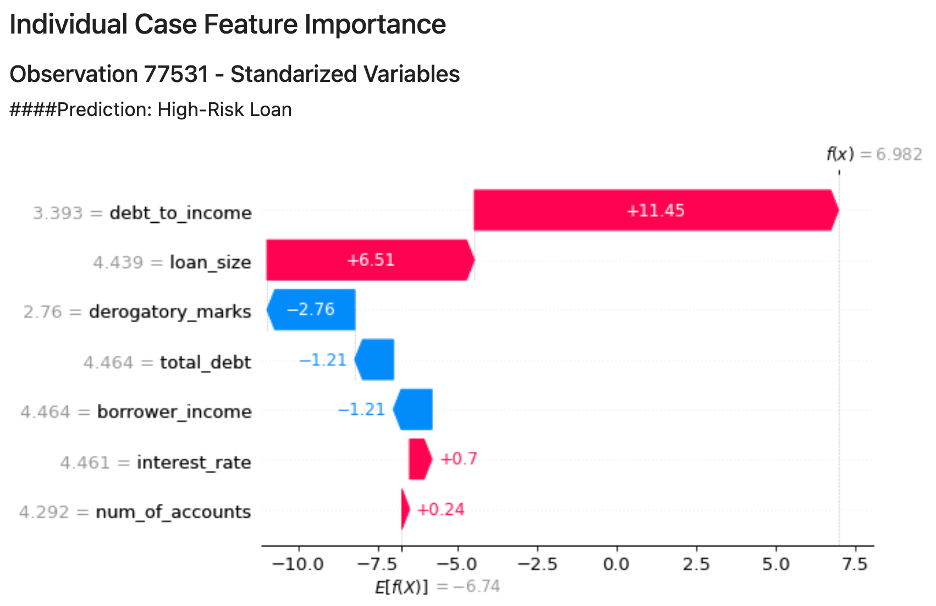 Individual Case Feature Importance
Observation 77531 - Standarized Variables
####Prediction: High-Risk Loan
f(x) = 6.982
3.393 = debt_to_income +11.45
4.439 = loan_size +6.51
2.76 = derogatory_marks −2.76
4.464 = total_debt −1.21
4.464 = borrower_income −1.21
4.461 = interest_rate +0.7
4.292 = num_of_accounts +0.24
−10.0 −7.5 −5.0 −2.5 0.0 2.5 5.0 7.5
E[f(X)] = −6.74